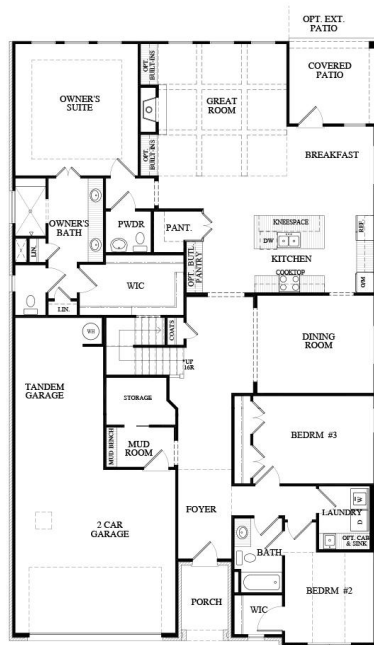 OPT. EXT.
PATIO
COVERED
PATIO
OPT.
BUILT-INS
OWNER'S
SUITE
GREAT
ROOM
OPT.
BUILT-INS
BREAKFAST
OWNER'S
BATH
PWDR
PANT.
KNEESPACE
DW
REF.
LIN.
KITCHEN
COOKTOP
OPT. BUTL.
PANTRY
O/M
WIC
LIN.
WH
COATS
DINING
ROOM
*UP
16R
TANDEM
GARAGE
STORAGE
MUD BENCH
MUD
ROOM
BEDRM #3
LAUNDRY
W
D
OPT. CAB
& SINK
2 CAR
GARAGE
FOYER
BATH
PORCH
WIC
BEDRM #2